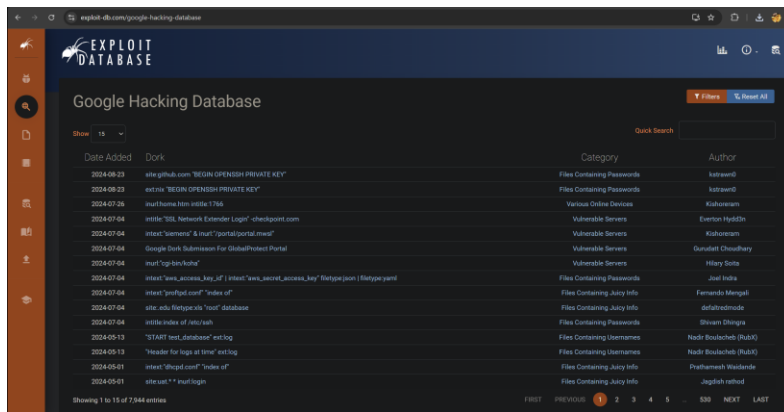 exploit-db.com/google-hacking-database
EXPLOIT
DATABASE
Google Hacking Database
Filters Reset All
Show 15 Quick Search
Date Added Dork Category Author
2024-08-23 site:github.com "BEGIN OPENSSH PRIVATE KEY" Files Containing Passwords kstrawn0
2024-08-23 ext:nix "BEGIN OPENSSH PRIVATE KEY" Files Containing Passwords kstrawn0
2024-07-26 inurl:home.htm intitle:1766 Various Online Devices Kishoreram
2024-07-04 intitle:"SSL Network Extender Login" -checkpoint.com Vulnerable Servers Everton Hydd3n
2024-07-04 intext:"siemens" & inurl:"/portal/portal.mwsl" Vulnerable Servers Kishoreram
2024-07-04 Google Dork Submisson For GlobalProtect Portal Vulnerable Servers Gurudatt Choudhary
2024-07-04 inurl:"cgi-bin/koha" Vulnerable Servers Hilary Soita
2024-07-04 intext:"aws_access_key_id" | intext:"aws_secret_access_key" filetype:json | filetype:yaml Files Containing Passwords Joel Indra
2024-07-04 intext:"proftpd.conf" "index of" Files Containing Juicy Info Fernando Mengali
2024-07-04 site:.edu filetype:xls "root" database Files Containing Juicy Info defaltredmode
2024-07-04 intitle:index of /etc/ssh Files Containing Passwords Shivam Dhingra
2024-05-13 "START test_database" ext:log Files Containing Usernames Nadir Boulacheb (RubX)
2024-05-13 "Header for logs at time" ext:log Files Containing Usernames Nadir Boulacheb (RubX)
2024-05-01 intext:"dhcpd.conf" "index of" Files Containing Juicy Info Prathamesh Waidande
2024-05-01 site:uat.* * inurl:login Files Containing Juicy Info Jagdish rathod
Showing 1 to 15 of 7,944 entries FIRST PREVIOUS 1 2 3 4 5 … 530 NEXT LAST